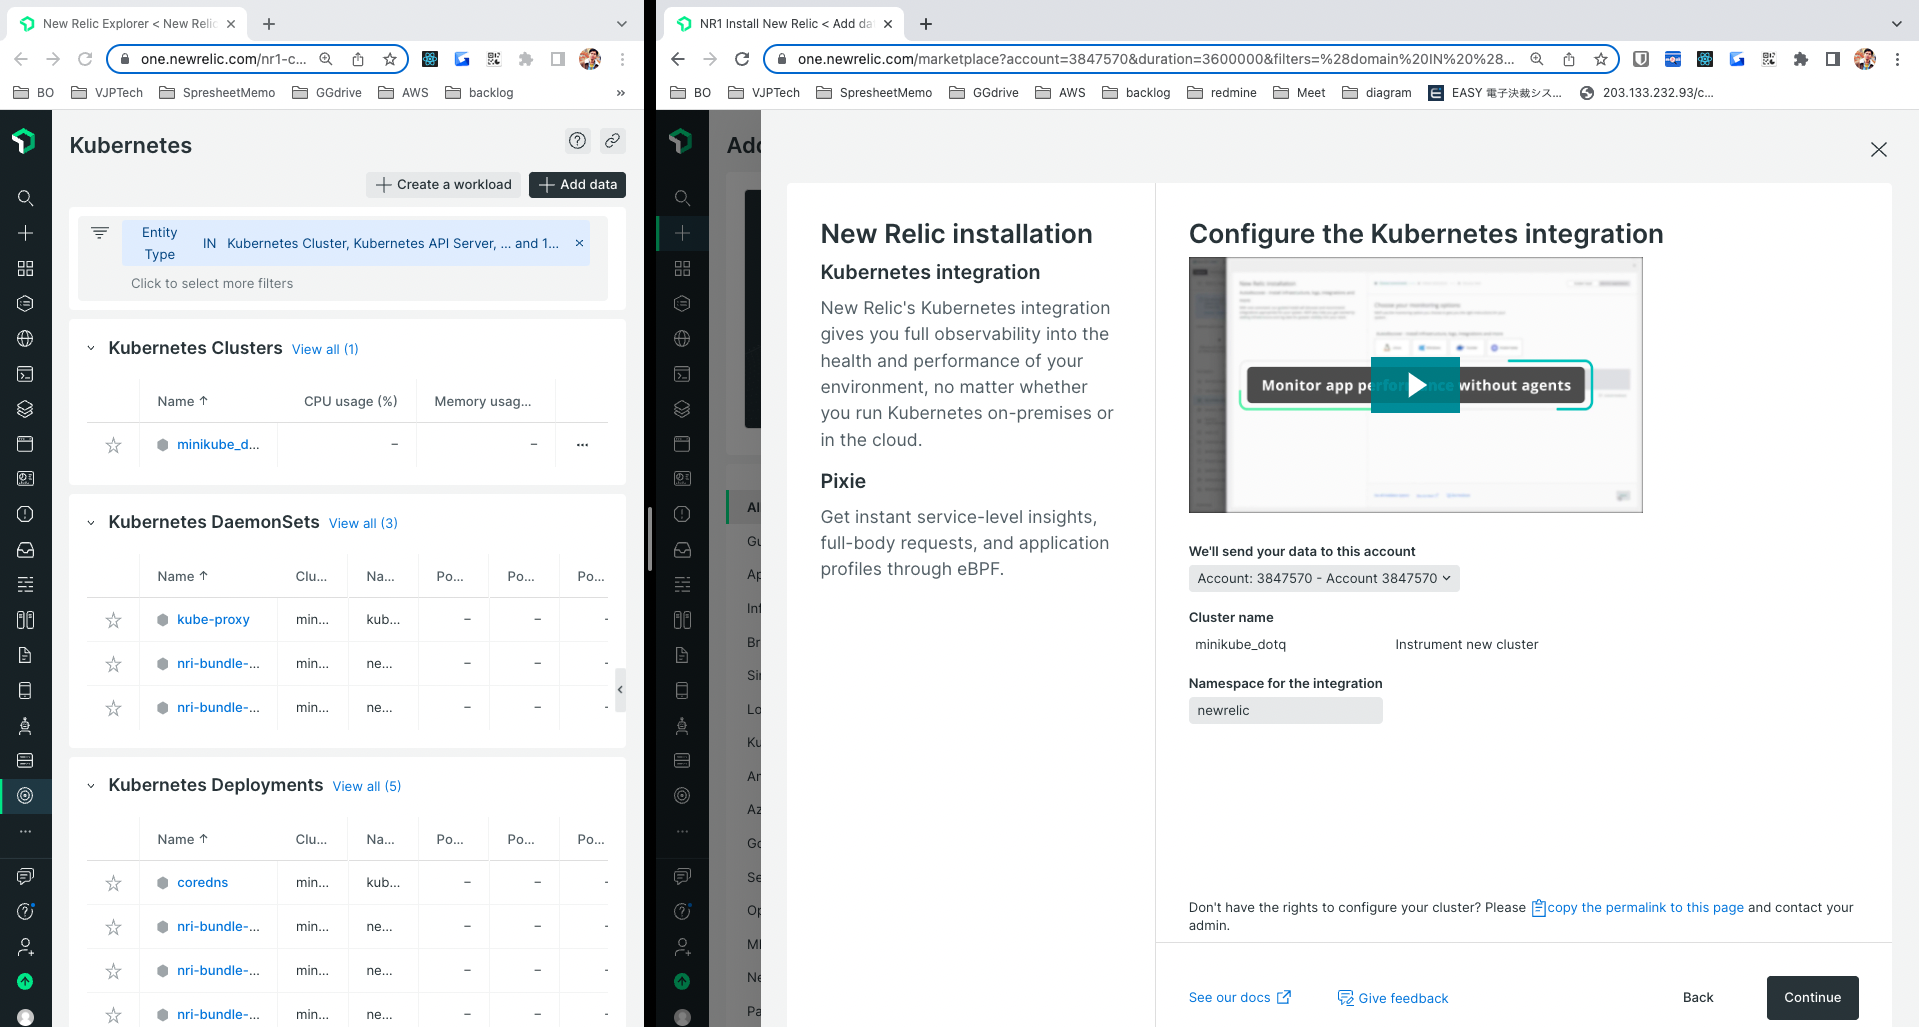 New Relic Explorer < New Relic
one.newrelic.com/nr1-c...
BO
VJPTech
SpresheetMemo
GGdrive
AWS
backlog
»
Kubernetes
Create a workload
Add data
Entity Type
IN Kubernetes Cluster, Kubernetes API Server, ... and 1...
Click to select more filters
Kubernetes Clusters View all (1)
Name ↑ CPU usage (%) Memory usag...
minikube_d... – – ...
Kubernetes DaemonSets View all (3)
Name ↑ Clu... Na... Po... Po... Po...
kube-proxy min... kub... – – -
nri-bundle-... min... ne... – – -
nri-bundle-... min... ne... – – -
Kubernetes Deployments View all (5)
Name ↑ Clu... Na... Po... Po... Po...
coredns min... kub... – – -
nri-bundle-... min... ne... – – -
nri-bundle-... min... ne... – – -
nri-bundle-... min... ne... – – -
NR1 Install New Relic < Add da
one.newrelic.com/marketplace?account=3847570&duration=3600000&filters=%28domain%20IN%20%28...
BO
VJPTech
SpresheetMemo
GGdrive
AWS
backlog
redmine
Meet
diagram
EASY 電子決裁シス...
203.133.232.93/c...
Add
Al
Gu
Ap
Inf
Br
Lo
Ku
An
Az
Se
Op
Ne
Pa
New Relic installation
Kubernetes integration
New Relic's Kubernetes integration
gives you full observability into the
health and performance of your
environment, no matter whether
you run Kubernetes on-premises or
in the cloud.
Pixie
Get instant service-level insights,
full-body requests, and application
profiles through eBPF.
Configure the Kubernetes integration
New Relic installation
Choose your monitoring options
Monitor app performance without agents
We'll send your data to this account
Account: 3847570 - Account 3847570
Cluster name
minikube_dotq
Instrument new cluster
Namespace for the integration
newrelic
Don't have the rights to configure your cluster? Please copy the permalink to this page and contact your
admin.
See our docs
Give feedback
Back
Continue